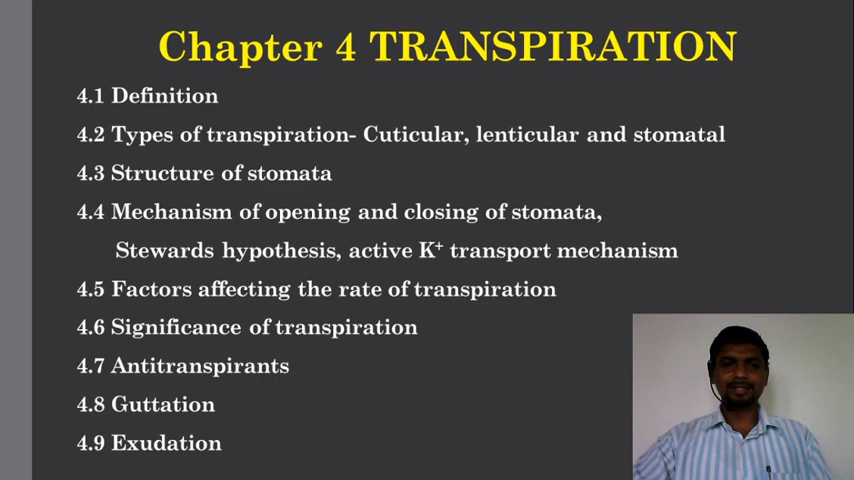 Chapter 4 TRANSPIRATION
4.1 Definition
4.2 Types of transpiration- Cuticular, lenticular and stomatal
4.3 Structure of stomata
4.4 Mechanism of opening and closing of stomata,
Stewards hypothesis, active K⁺ transport mechanism
4.5 Factors affecting the rate of transpiration
4.6 Significance of transpiration
4.7 Antitranspirants
4.8 Guttation
4.9 Exudation